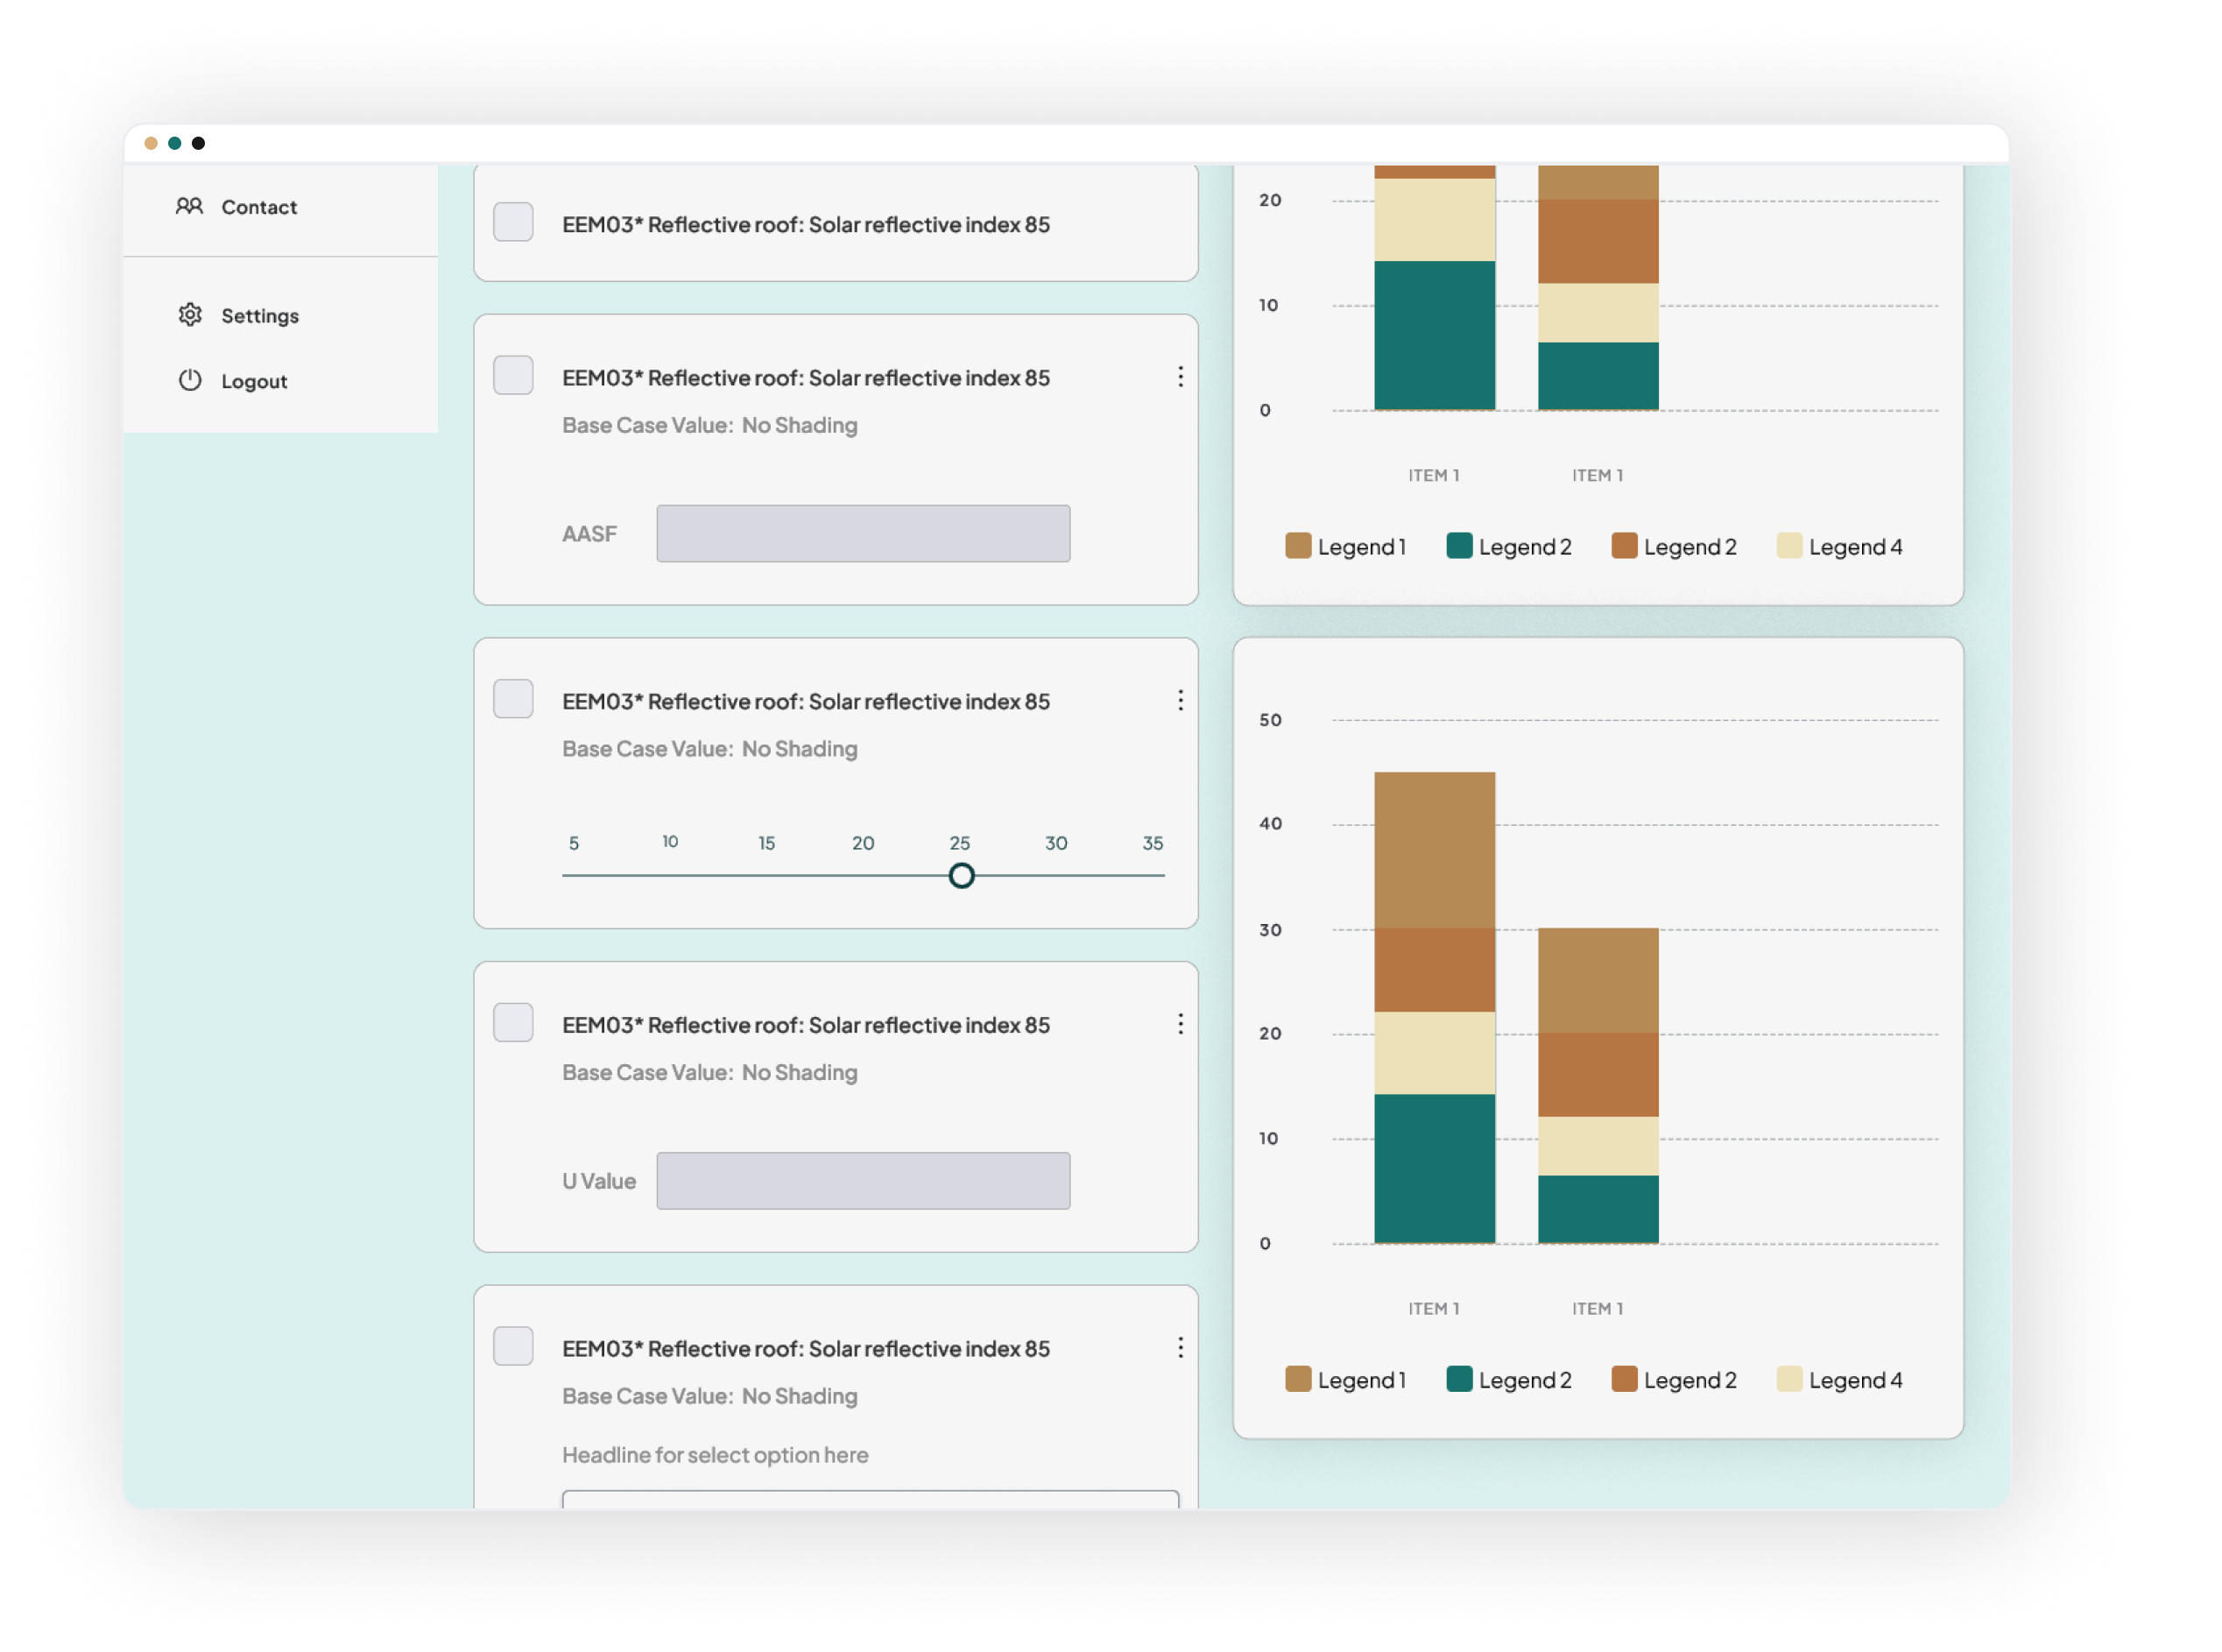 Contact
Settings
Logout
EEM03* Reflective roof: Solar reflective index 85
EEM03* Reflective roof: Solar reflective index 85
Base Case Value: No Shading
AASF
EEM03* Reflective roof: Solar reflective index 85
Base Case Value: No Shading
5 10 15 20 25 30 35
EEM03* Reflective roof: Solar reflective index 85
Base Case Value: No Shading
U Value
EEM03* Reflective roof: Solar reflective index 85
Base Case Value: No Shading
Headline for select option here
20
10
0
ITEM 1 ITEM 1
Legend 1 Legend 2 Legend 2 Legend 4
50
40
30
20
10
0
ITEM 1 ITEM 1
Legend 1 Legend 2 Legend 2 Legend 4